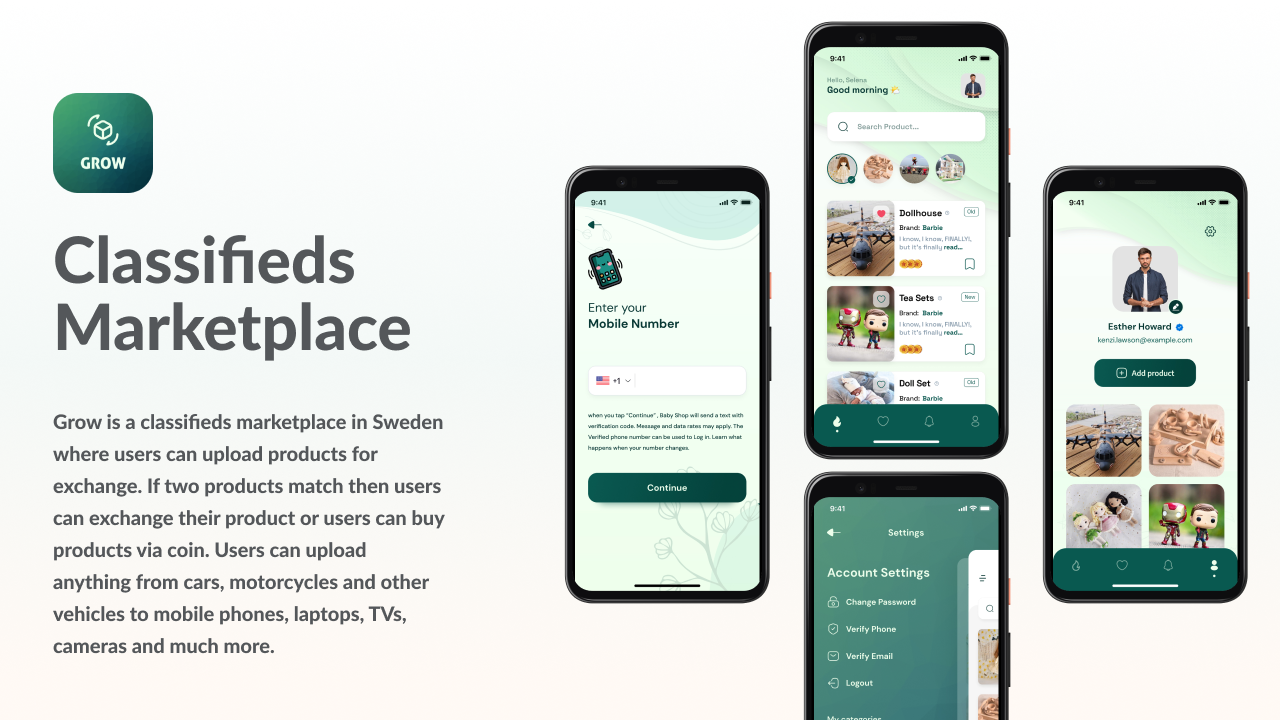 GROW
Classifieds
Marketplace
Grow is a classifieds marketplace in Sweden
where users can upload products for
exchange. If two products match then users
can exchange their product or users can buy
products via coin. Users can upload
anything from cars, motorcycles and other
vehicles to mobile phones, laptops, TVs,
cameras and much more.
9:41
Enter your
Mobile Number
+1
when you tap "Continue" , Baby Shop will send a text with
verification code. Message and data rates may apply. The
Verified phone number can be used to Log in. Learn what
happens when your number changes.
Continue
9:41
Hello, Selena
Good morning
Search Product...
Dollhouse
Old
Brand: Barbie
I know, I know, FINALLY!,
but it's finally read...
Tea Sets
New
Brand: Barbie
I know, I know, FINALLY!,
but it's finally read...
Doll Set
Old
Brand: Barbie
9:41
Settings
Account Settings
Change Password
Verify Phone
Verify Email
Logout
My categories
9:41
Esther Howard
kenzi.lawson@example.com
Add product